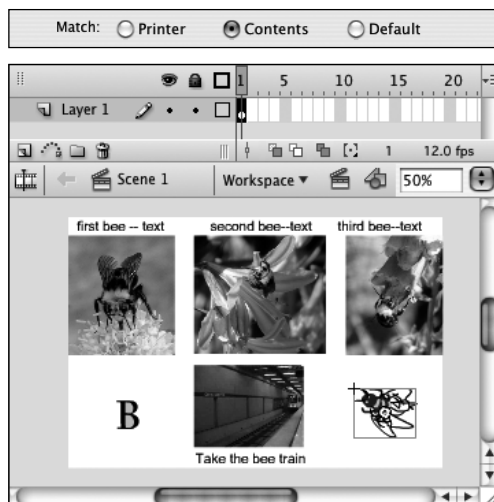 Match: Printer Contents Default
1 5 10 15 20
Layer 1
1 12.0 fps
Scene 1 Workspace 50%
first bee -- text second bee--text third bee--text
B
Take the bee train